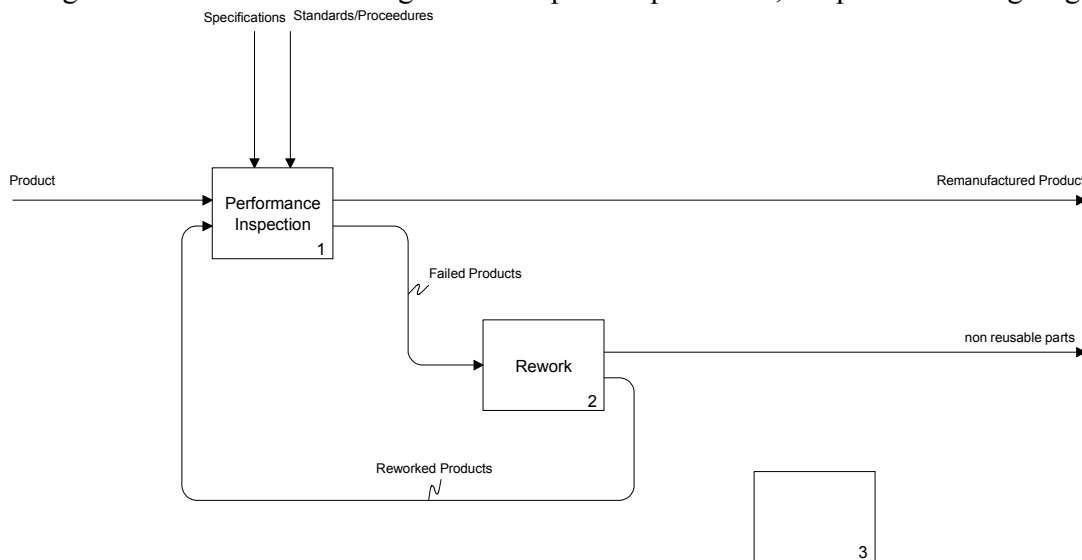 Specifications
Standards/Proceedures
Product
Remanufactured Product
Performance
Inspection
1
Failed Products
non reusable parts
Rework
2
Reworked Products
3